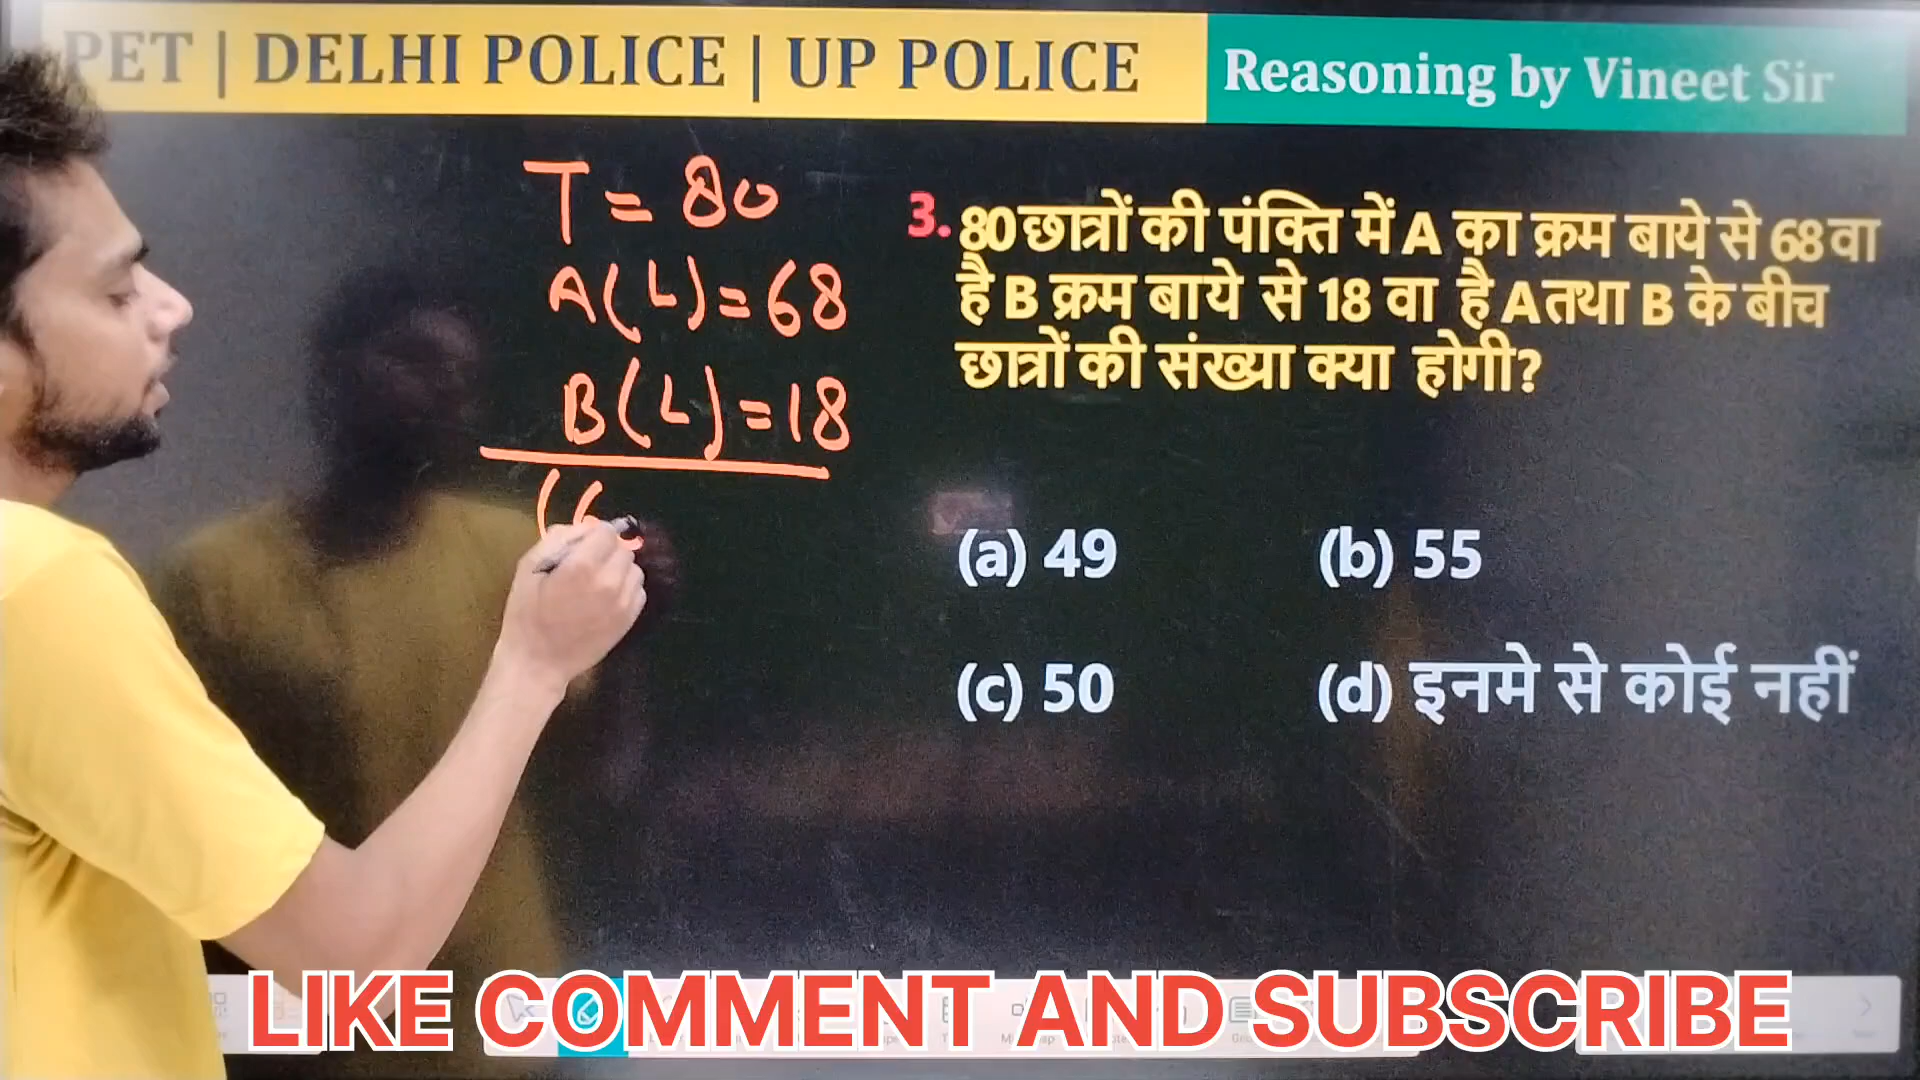 PET | DELHI POLICE | UP POLICE
Reasoning by Vineet Sir
T = 80
A(L) = 68
B(L) = 18
3. 80 छात्रों की पंक्ति में A का क्रम बाये से 68 वा
है B क्रम बाये से 18 वा है A तथा B के बीच
छात्रों की संख्या क्या होगी?
(a) 49 (b) 55
(c) 50 (d) इनमे से कोई नहीं
LIKE COMMENT AND SUBSCRIBE